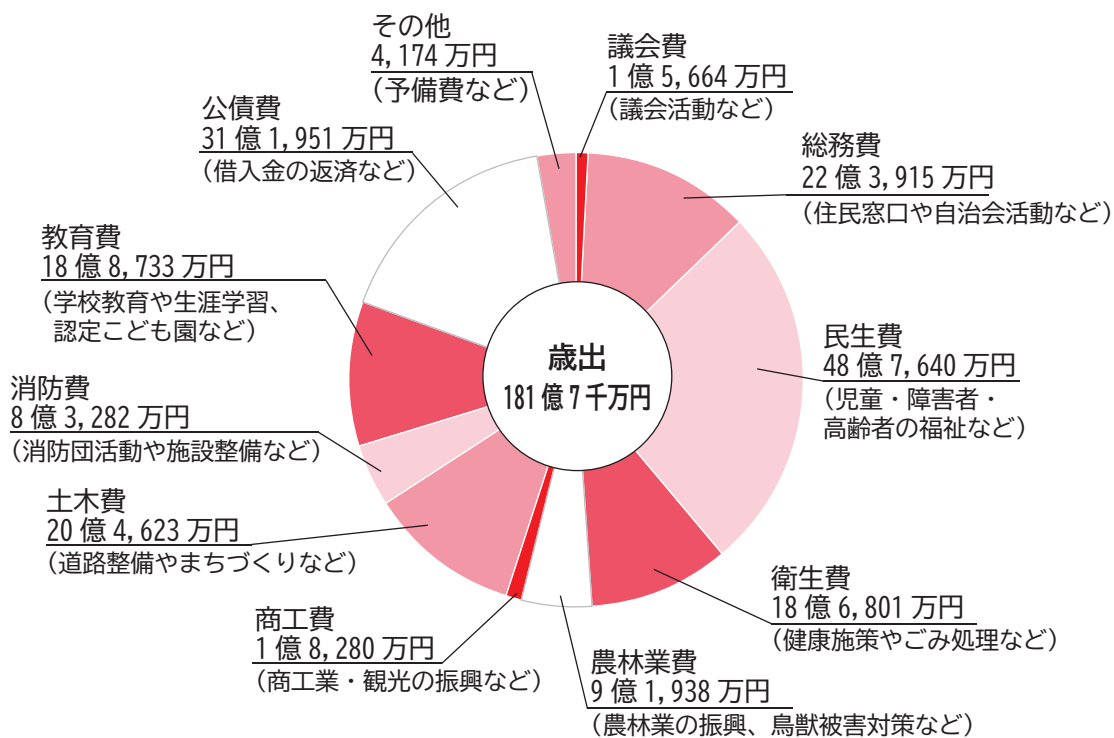 その他
4,174 万円
（予備費など）
議会費
1 億 5,664 万円
（議会活動など）
公債費
31 億 1,951 万円
（借入金の返済など）
総務費
22 億 3,915 万円
（住民窓口や自治会活動など）
教育費
18 億 8,733 万円
（学校教育や生涯学習、
認定こども園など）
歳出
181 億 7 千万円
民生費
48 億 7,640 万円
（児童・障害者・
高齢者の福祉など）
消防費
8 億 3,282 万円
（消防団活動や施設整備など）
土木費
20 億 4,623 万円
（道路整備やまちづくりなど）
衛生費
18 億 6,801 万円
（健康施策やごみ処理など）
商工費
1 億 8,280 万円
（商工業・観光の振興など）
農林業費
9 億 1,938 万円
（農林業の振興、鳥獣被害対策など）